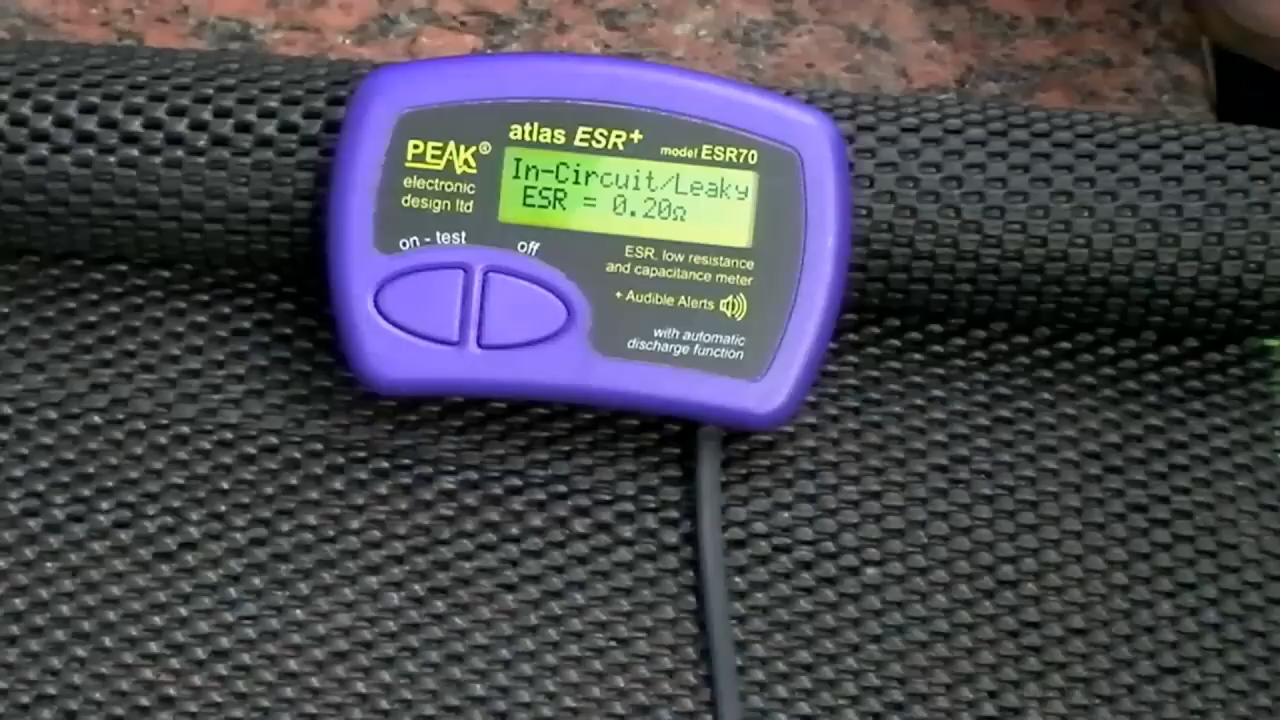 atlas ESR+
model ESR70
PEAK®
electronic
design ltd
In-Circuit/Leaky
ESR = 0.20Ω
on - test
off
ESR, low resistance
and capacitance meter
+ Audible Alerts
with automatic
discharge function